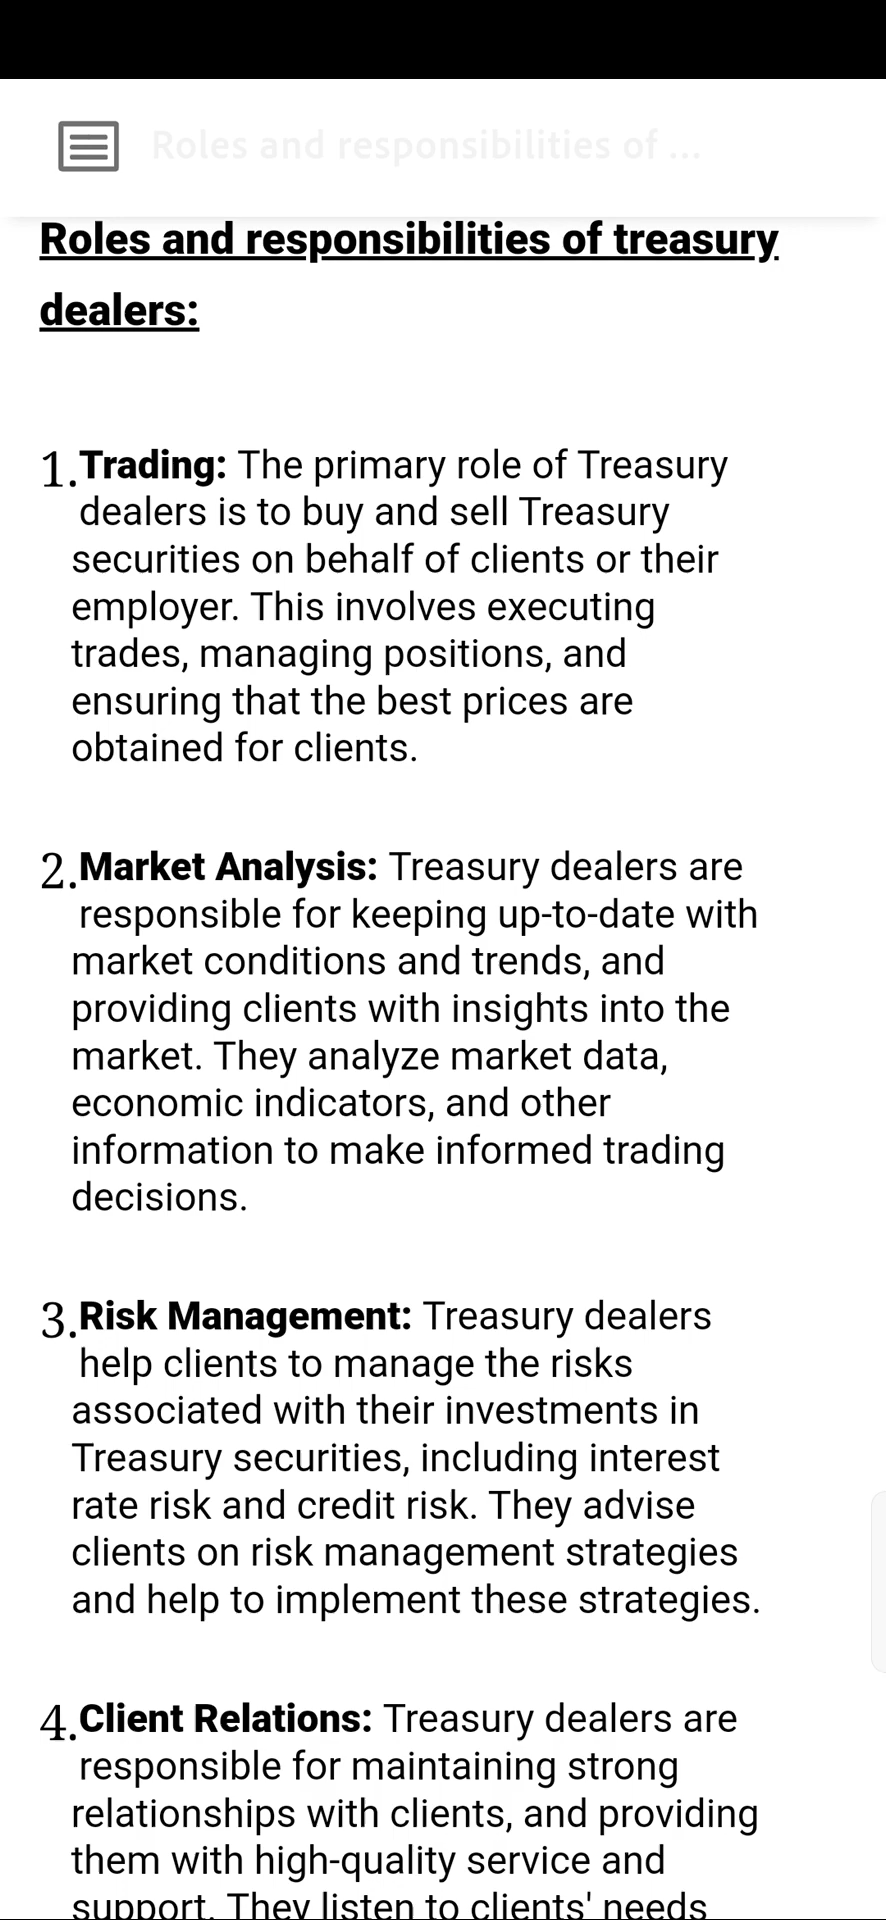 Roles and responsibilities of ...
Roles and responsibilities of treasury
dealers:
1. Trading: The primary role of Treasury
dealers is to buy and sell Treasury
securities on behalf of clients or their
employer. This involves executing
trades, managing positions, and
ensuring that the best prices are
obtained for clients.
2. Market Analysis: Treasury dealers are
responsible for keeping up-to-date with
market conditions and trends, and
providing clients with insights into the
market. They analyze market data,
economic indicators, and other
information to make informed trading
decisions.
3. Risk Management: Treasury dealers
help clients to manage the risks
associated with their investments in
Treasury securities, including interest
rate risk and credit risk. They advise
clients on risk management strategies
and help to implement these strategies.
4. Client Relations: Treasury dealers are
responsible for maintaining strong
relationships with clients, and providing
them with high-quality service and
support. They listen to clients' needs